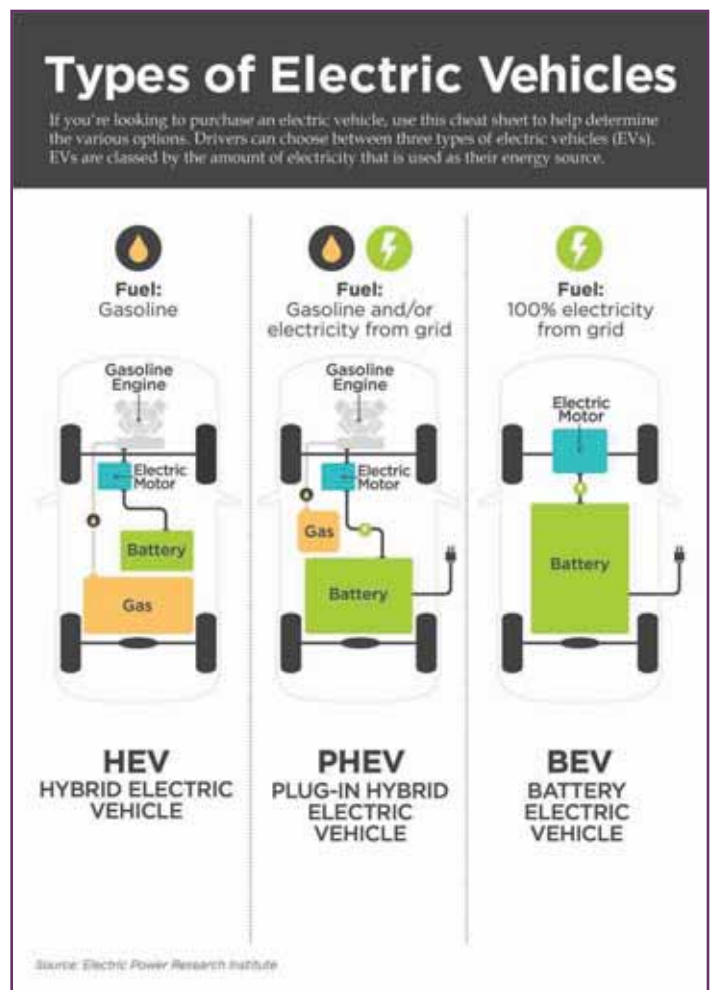 Types of Electric Vehicles
If you're looking to purchase an electric vehicle, use this cheat sheet to help determine
the various options. Drivers can choose between three types of electric vehicles (EVs).
EVs are classed by the amount of electricity that is used as their energy source.
Fuel:
Gasoline
Gasoline
Engine
Electric
Motor
Battery
Gas
HEV
HYBRID ELECTRIC
VEHICLE
Fuel:
Gasoline and/or
electricity from grid
Gasoline
Engine
Electric
Motor
Gas
Battery
PHEV
PLUG-IN HYBRID
ELECTRIC
VEHICLE
Fuel:
100% electricity
from grid
Electric
Motor
Battery
BEV
BATTERY
ELECTRIC
VEHICLE
Source: Electric Power Research Institute